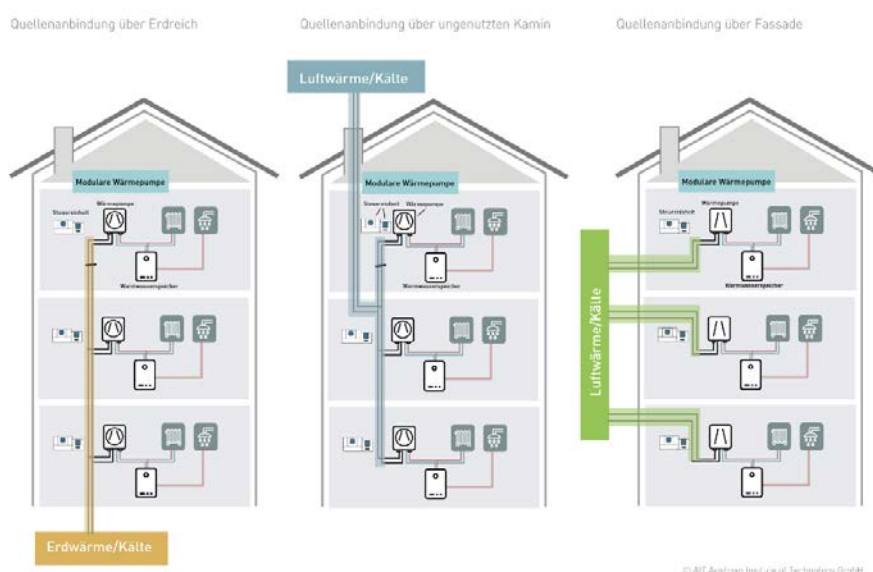 Quellenanbindung über Erdreich
Quellenanbindung über ungenutzten Kamin
Quellenanbindung über Fassade
Luftwärme/Kälte
Modulare Wärmepumpe
Modulare Wärmepumpe
Modulare Wärmepumpe
Steuereinheit
Wärmepumpe
Steuereinheit
Wärmepumpe
Steuereinheit
Wärmepumpe
Warmwasserspeicher
Warmwasserspeicher
Warmwasserspeicher
Luftwärme/Kälte
Erdwärme/Kälte
© AIT Austrian Institute of Technology GmbH